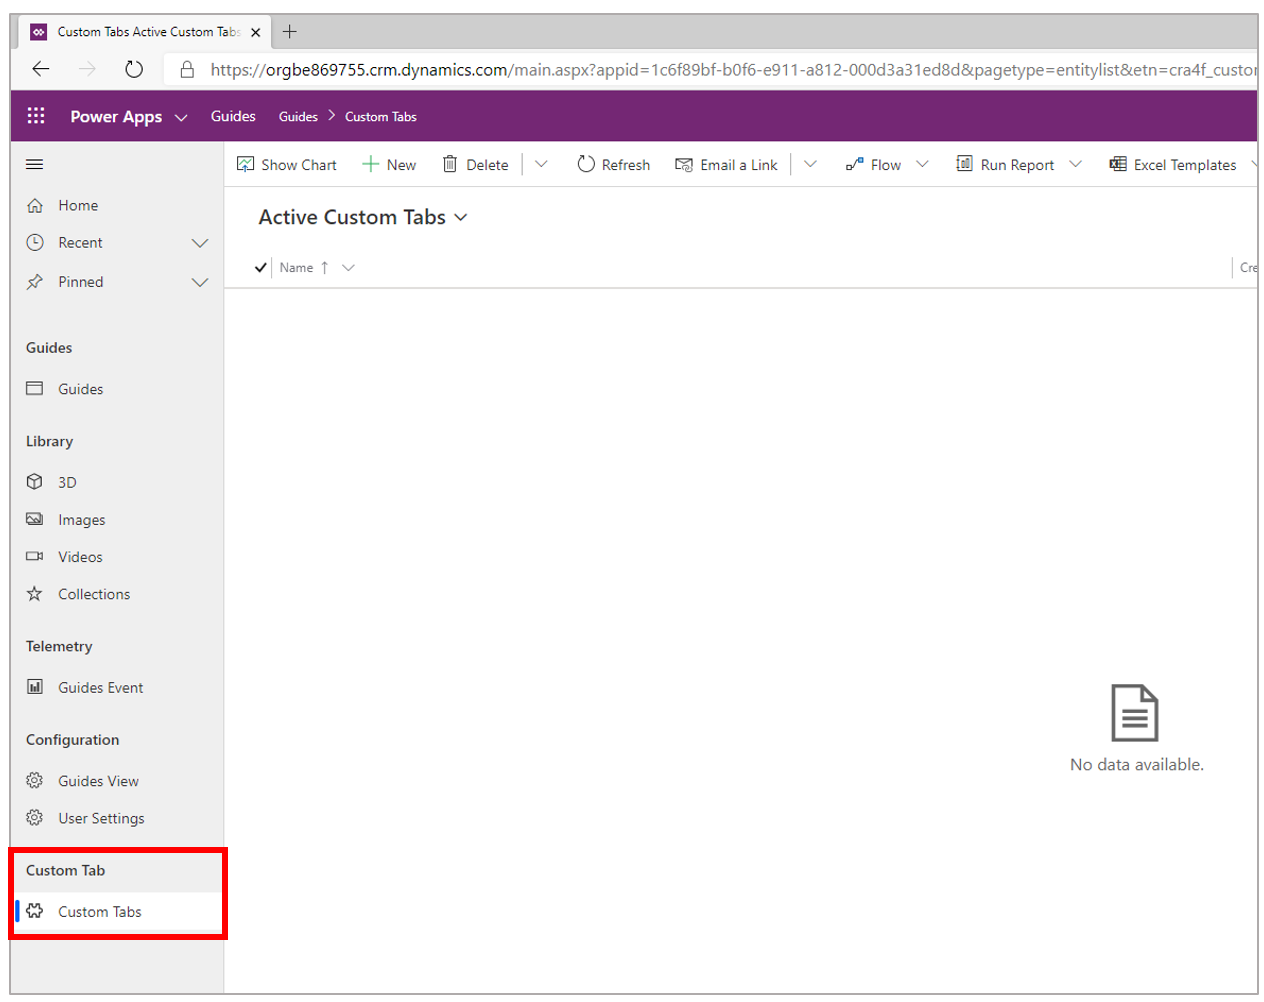 Custom Tabs Active Custom Tabs
https://orgbe869755.crm.dynamics.com/main.aspx?appid=1c6f89bf-b0f6-e911-a812-000d3a31ed8d&pagetype=entitylist&etn=cra4f_custor
Power Apps Guides Guides > Custom Tabs
Show Chart New Delete Refresh Email a Link Flow Run Report Excel Templates
Home
Recent
Pinned
Guides
Guides
Library
3D
Images
Videos
Collections
Telemetry
Guides Event
Configuration
Guides View
User Settings
Custom Tab
Custom Tabs
Active Custom Tabs
Name ↑ Cre
No data available.